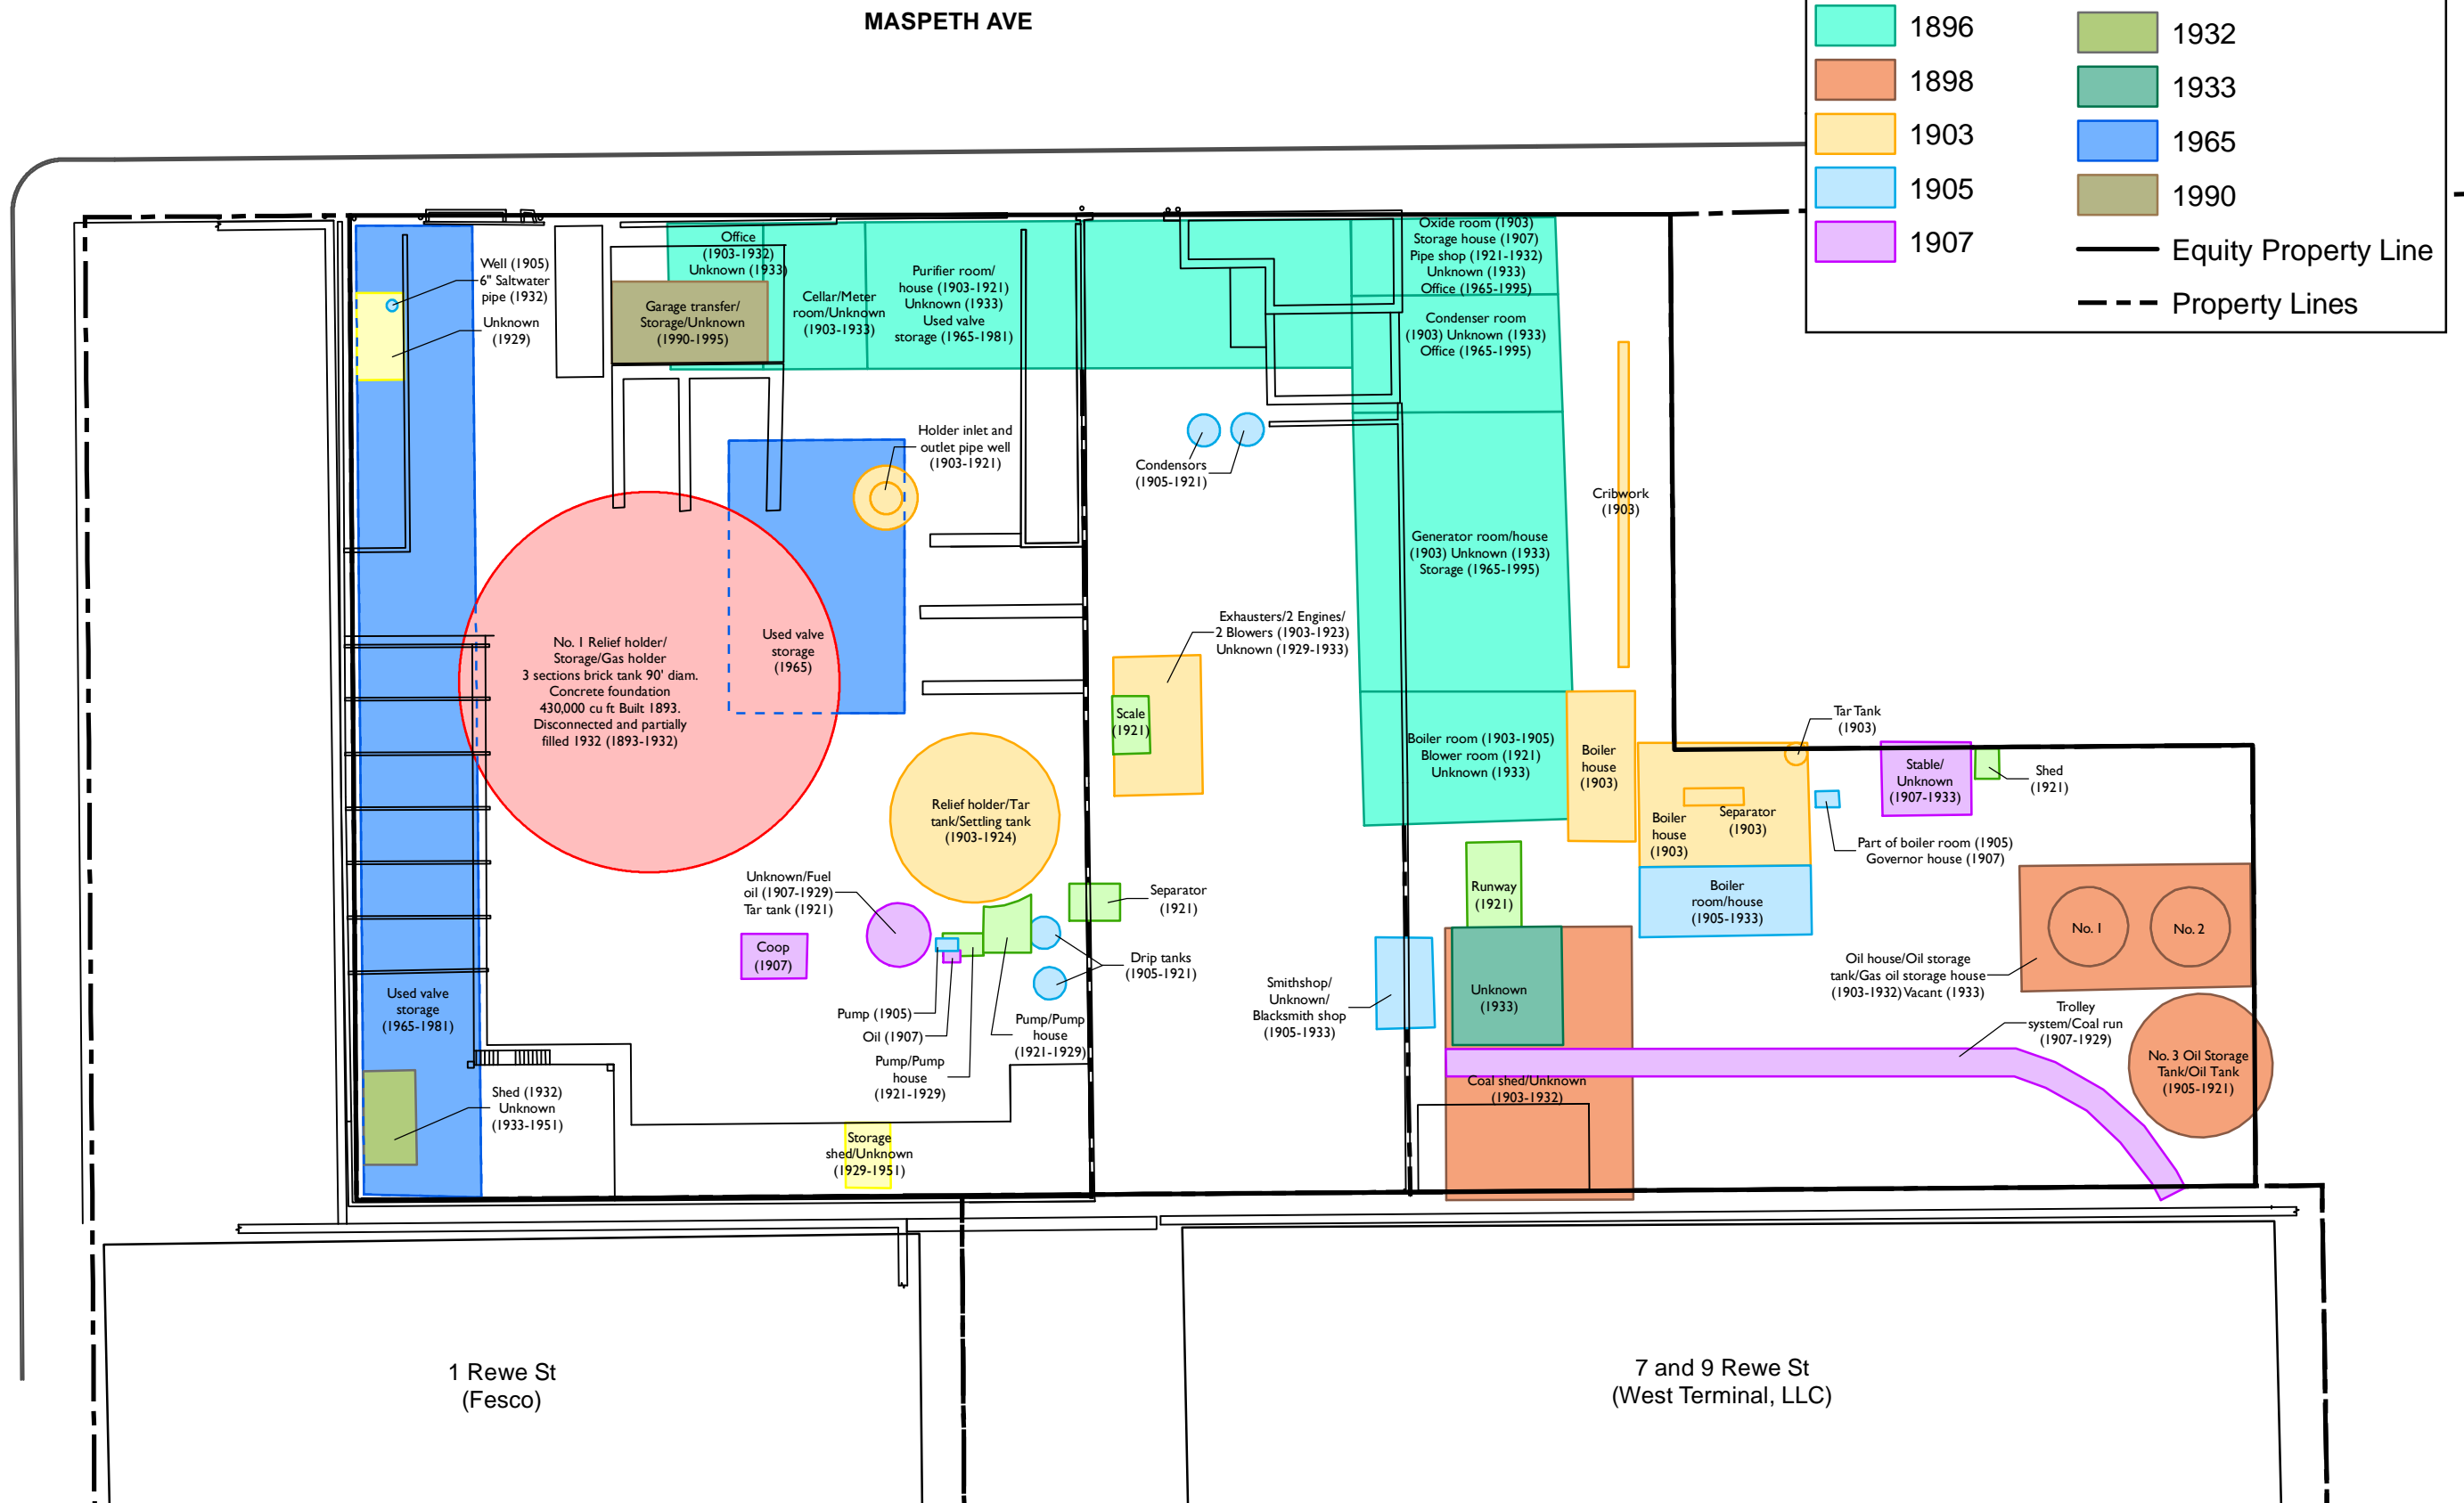 MASPETH AVE
1896
1898
1903
1905
1907
1932
1933
1965
1990
Equity Property Line
Property Lines
Well (1905)
6" Saltwater
pipe (1932)
Unknown
(1929)
Office
(1903-1932)
Unknown (1933)
Garage transfer/
Storage/Unknown
(1990-1995)
Cellar/Meter
room/Unknown
(1903-1933)
Purifier room/
house (1903-1921)
Unknown (1933)
Used valve
storage (1965-1981)
Oxide room (1903)
Storage house (1907)
Pipe shop (1921-1932)
Unknown (1933)
Office (1965-1995)
Condenser room
(1903) Unknown (1933)
Office (1965-1995)
Holder inlet and
outlet pipe well
(1903-1921)
Condensors
(1905-1921)
Cribwork
(1903)
Generator room/house
(1903) Unknown (1933)
Storage (1965-1995)
No. 1 Relief holder/
Storage/Gas holder
3 sections brick tank 90' diam.
Concrete foundation
430,000 cu ft Built 1893.
Disconnected and partially
filled 1932 (1893-1932)
Used valve
storage
(1965)
Exhausters/2 Engines/
2 Blowers (1903-1923)
Unknown (1929-1933)
Scale
(1921)
Boiler room (1903-1905)
Blower room (1921)
Unknown (1933)
Boiler
house
(1903)
Tar Tank
(1903)
Boiler
house
(1903)
Separator
(1903)
Stable/
Unknown
(1907-1933)
Shed
(1921)
Part of boiler room (1905)
Governor house (1907)
Relief holder/Tar
tank/Settling tank
(1903-1924)
Unknown/Fuel
oil (1907-1929)
Tar tank (1921)
Separator
(1921)
Runway
(1921)
Boiler
room/house
(1905-1933)
No. 1
No. 2
Coop
(1907)
Drip tanks
(1905-1921)
Oil house/Oil storage
tank/Gas oil storage house
(1903-1932) Vacant (1933)
Smithshop/
Unknown/
Blacksmith shop
(1905-1933)
Unknown
(1933)
Used valve
storage
(1965-1981)
Pump (1905)
Oil (1907)
Pump/Pump
house
(1921-1929)
Pump/Pump
house
(1921-1929)
Trolley
system/Coal run
(1907-1929)
No. 3 Oil Storage
Tank/Oil Tank
(1905-1921)
Coal shed/Unknown
(1903-1932)
Shed (1932)
Unknown
(1933-1951)
Storage
shed/Unknown
(1929-1951)
1 Rewe St
(Fesco)
7 and 9 Rewe St
(West Terminal, LLC)